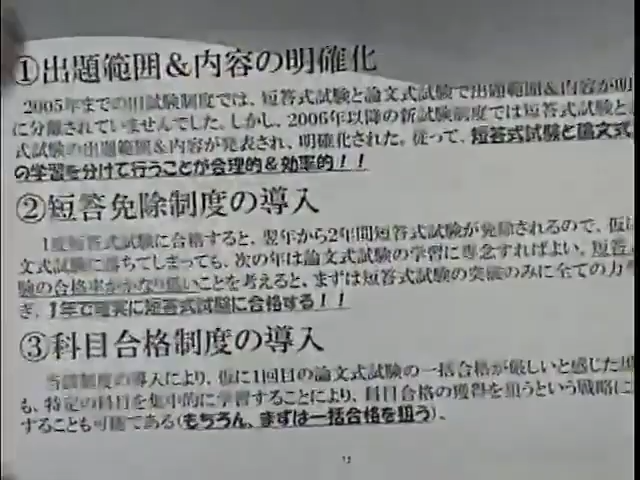 ①出題範囲&内容の明確化
2005年までの旧試験制度では、短答式試験と論文式試験で出題範囲&内容が明
に分離されていませんでした。しかし、2006年以降の新試験制度では短答式試験と
式試験の出題範囲&内容が発表され、明確化された。従って、短答式試験と論文式
の学習を分けて行うことが合理的&効率的!!
②短答免除制度の導入
1度短答式試験に合格すると、翌年から2年間短答式試験が免除されるので、仮
文式試験に落ちてしまっても、次の年は論文式試験の学習に専念すればよい。短答
験の合格率がかなり低いことを考えると、まずは短答式試験の突破のみに全ての力
ぎ、1年で確実に短答式試験に合格する!!
③科目合格制度の導入
当該制度の導入により、仮に1回目の論文式試験の一括合格が厳しいと感じた
も、特定の科目を集中的に学習することにより、科目合格の獲得を狙うという戦略に
することも可能である(もちろん、まずは一括合格を狙う)。